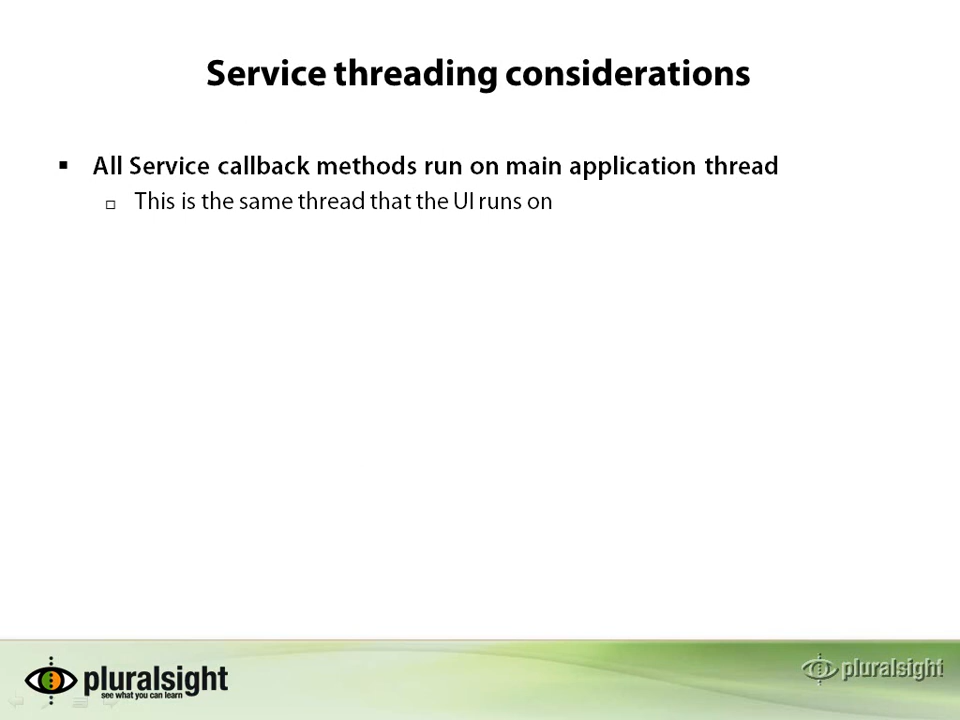 Service threading considerations
All Service callback methods run on main application thread
This is the same thread that the UI runs on
pluralsight
see what you can learn
pluralsight